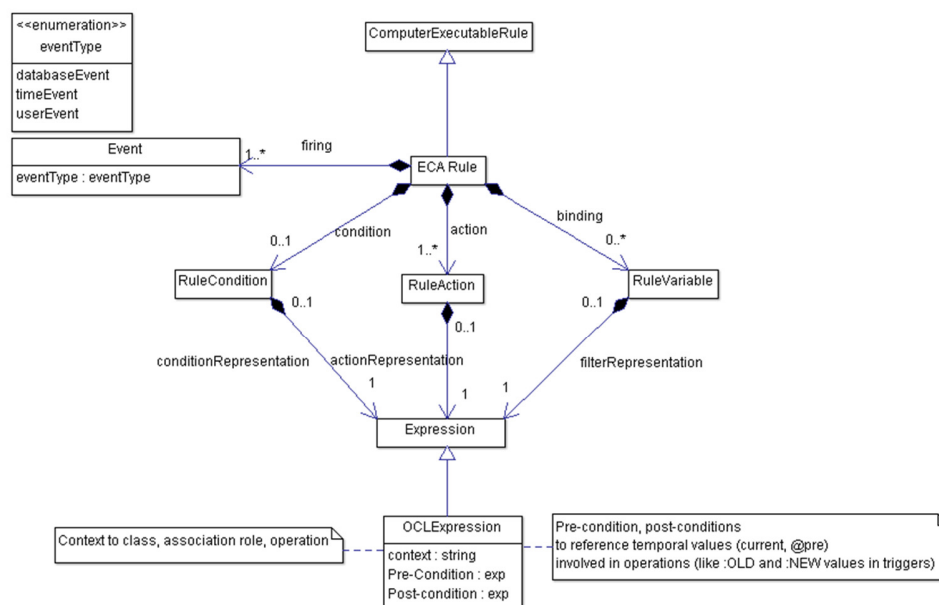 <<enumeration>>
eventType
databaseEvent
timeEvent
userEvent
ComputerExecutableRule
Event
eventType : eventType
1..*
firing
ECA Rule
condition
action
binding
0..1
1..*
0..*
RuleCondition
RuleAction
RuleVariable
0..1
0..1
0..1
conditionRepresentation
actionRepresentation
filterRepresentation
1
1
1
Expression
Context to class, association role, operation
OCLExpression
context : string
Pre-Condition : exp
Post-condition : exp
Pre-condition, post-conditions
to reference temporal values (current, @pre)
involved in operations (like :OLD and :NEW values in triggers)